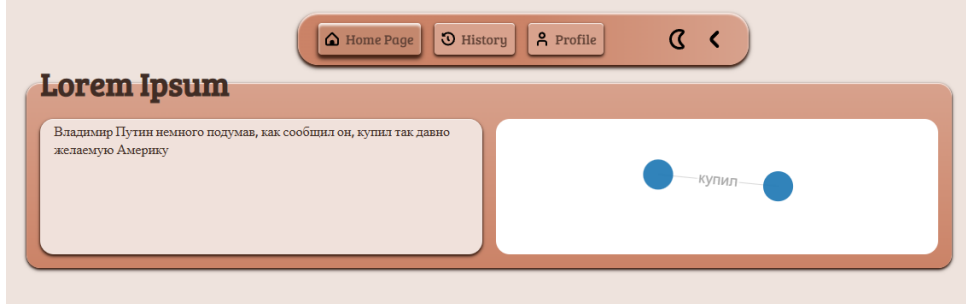 Home Page
History
Profile
Lorem Ipsum
Владимир Путин немного подумав, как сообщил он, купил так давно
желаемую Америку
купил